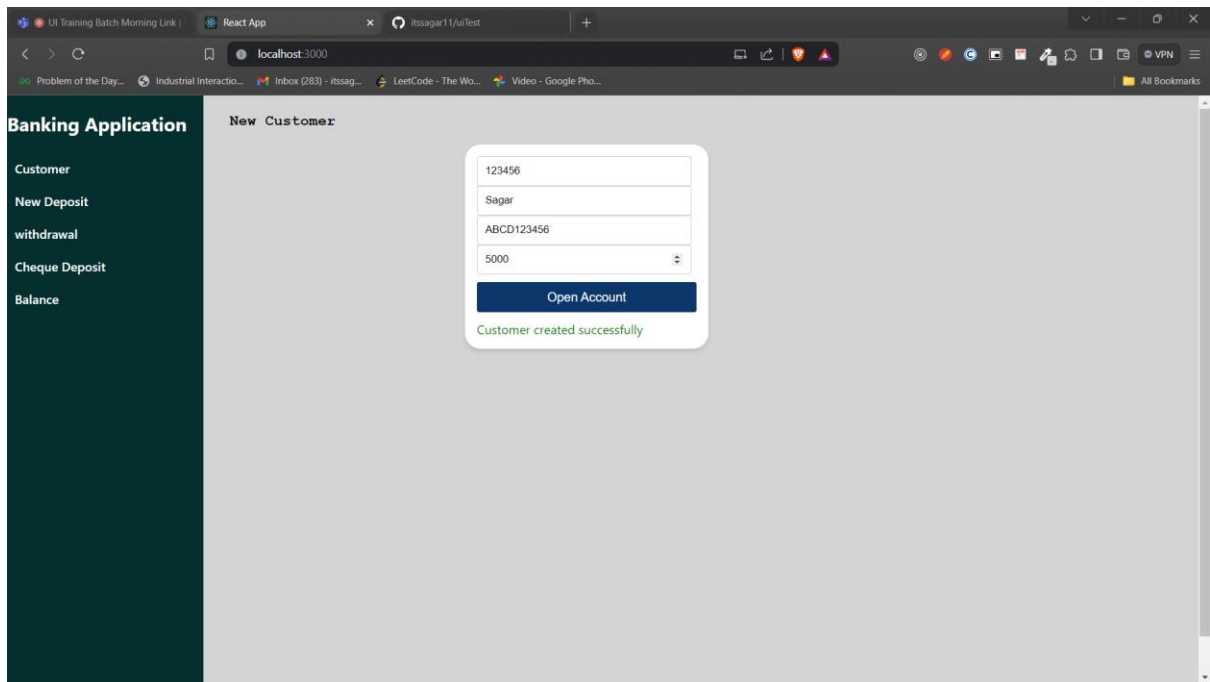 UI Training Batch Morning Link |
React App
itssagar11/uiTest
localhost:3000
VPN
Problem of the Day...
Industrial Interactio...
Inbox (283) - itssag...
LeetCode - The Wo...
Video - Google Pho...
All Bookmarks
Banking Application
Customer
New Deposit
withdrawal
Cheque Deposit
Balance
New Customer
123456
Sagar
ABCD123456
5000
Open Account
Customer created successfully